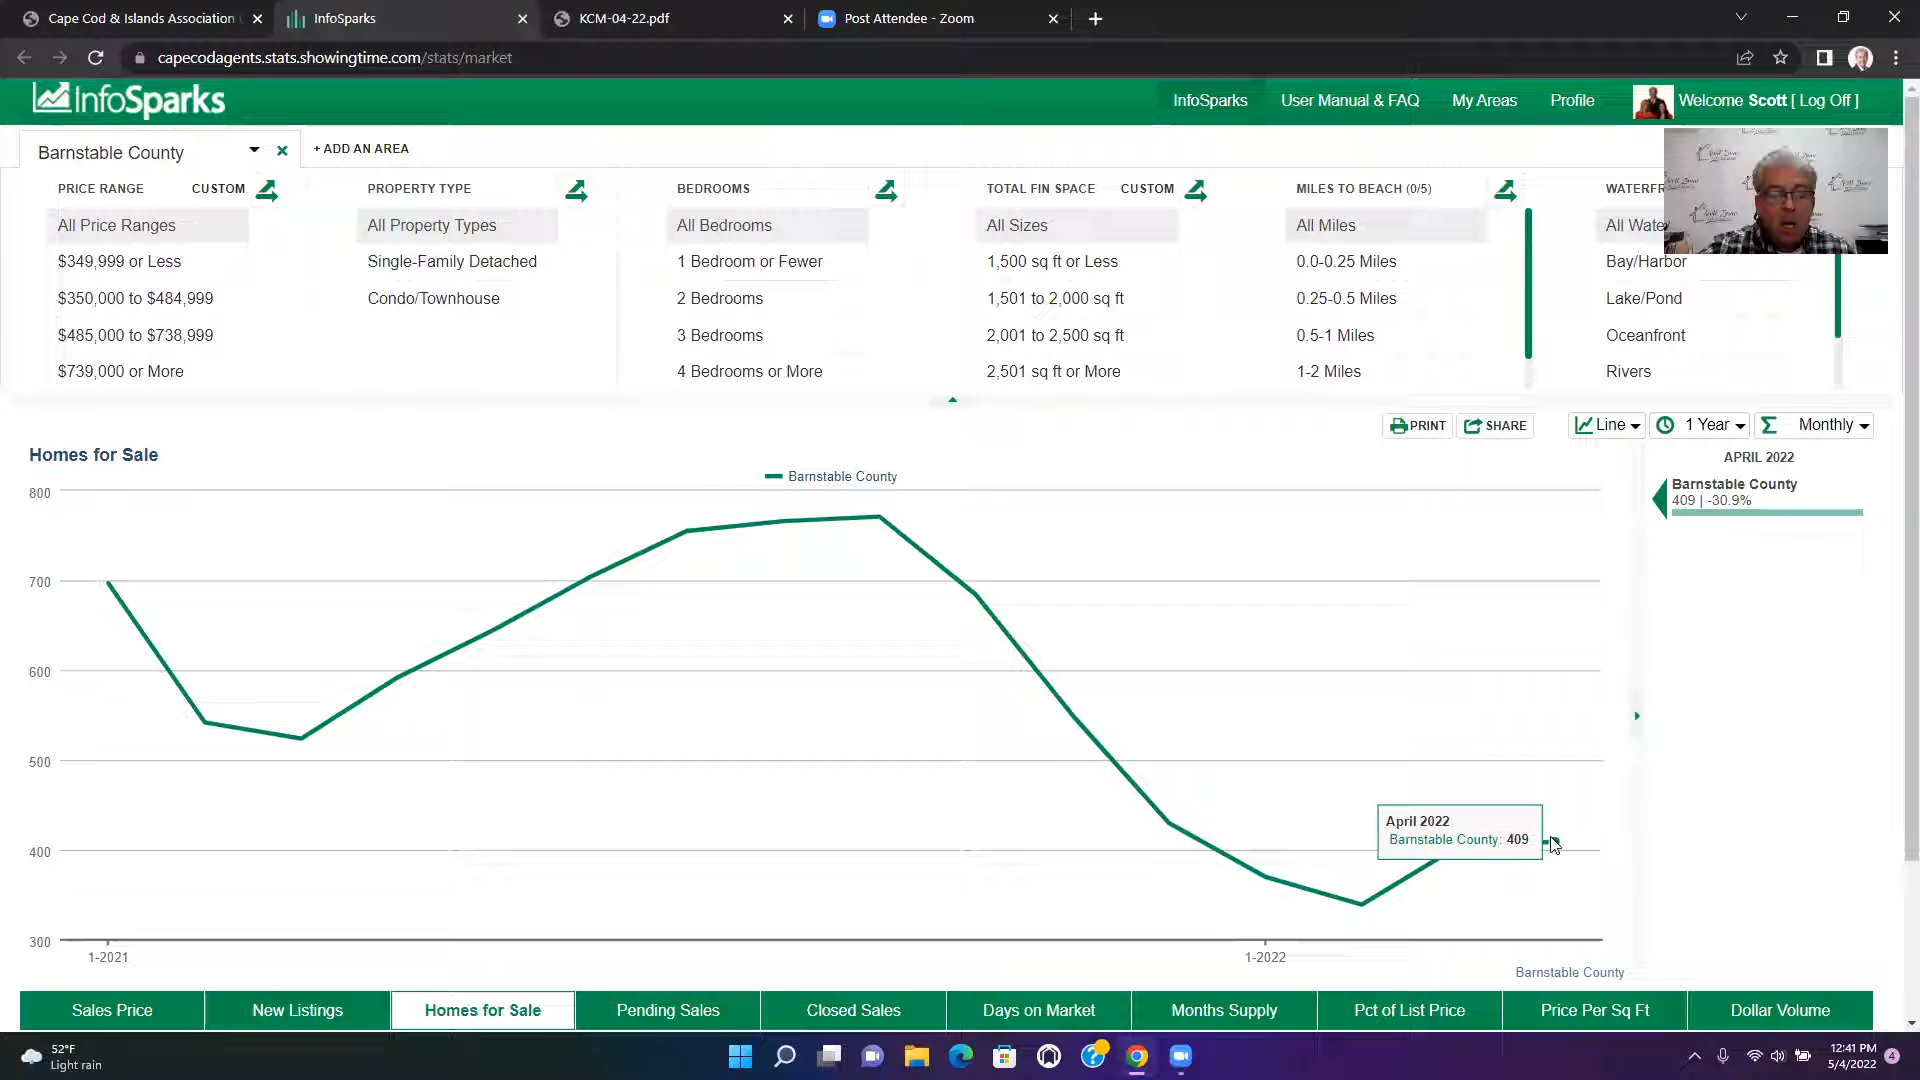 Cape Cod & Islands Association
InfoSparks
KCM-04-22.pdf
Post Attendee - Zoom
capecodagents.stats.showingtime.com/stats/market
InfoSparks
InfoSparks
User Manual & FAQ
My Areas
Profile
Welcome Scott [ Log Off ]
Barnstable County
+ ADD AN AREA
PRICE RANGE
CUSTOM
PROPERTY TYPE
BEDROOMS
TOTAL FIN SPACE
CUSTOM
MILES TO BEACH (0/5)
WATERFR
All Price Ranges
All Property Types
All Bedrooms
All Sizes
All Miles
All Wate
$349,999 or Less
Single-Family Detached
1 Bedroom or Fewer
1,500 sq ft or Less
0.0-0.25 Miles
Bay/Harbor
$350,000 to $484,999
Condo/Townhouse
2 Bedrooms
1,501 to 2,000 sq ft
0.25-0.5 Miles
Lake/Pond
$485,000 to $738,999
3 Bedrooms
2,001 to 2,500 sq ft
0.5-1 Miles
Oceanfront
$739,000 or More
4 Bedrooms or More
2,501 sq ft or More
1-2 Miles
Rivers
PRINT
SHARE
Line
1 Year
Monthly
Homes for Sale
Barnstable County
APRIL 2022
Barnstable County
409 | -30.9%
800
700
600
500
400
300
April 2022
Barnstable County: 409
1-2021
1-2022
Barnstable County
Sales Price
New Listings
Homes for Sale
Pending Sales
Closed Sales
Days on Market
Months Supply
Pct of List Price
Price Per Sq Ft
Dollar Volume
52°F
Light rain
12:41 PM
5/4/2022
4